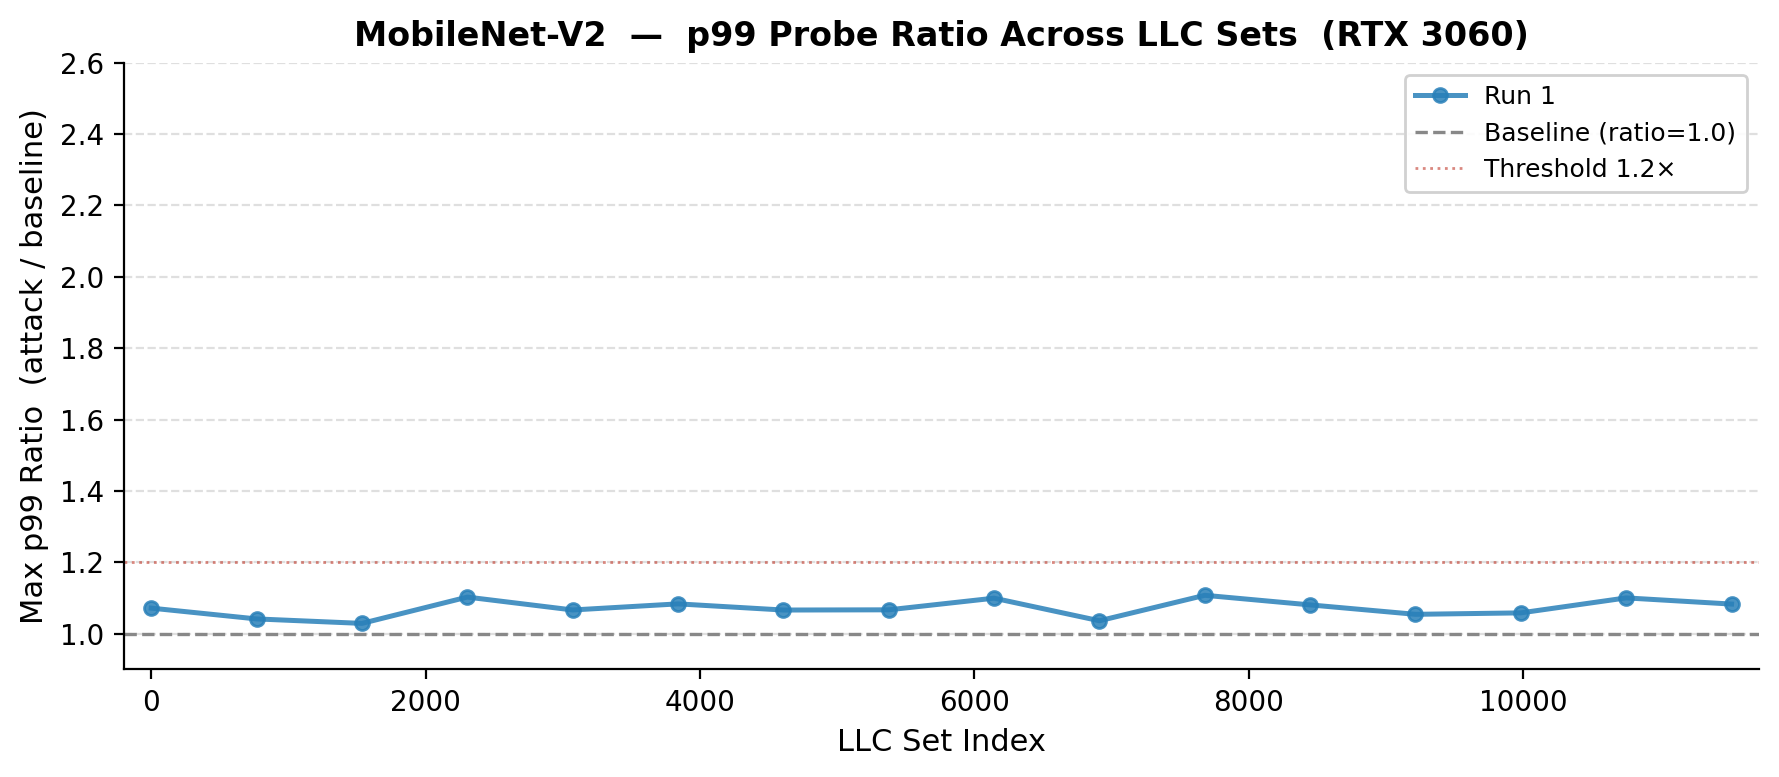 MobileNet-V2 — p99 Probe Ratio Across LLC Sets (RTX 3060)
Max p99 Ratio (attack / baseline)
2.6
2.4
2.2
2.0
1.8
1.6
1.4
1.2
1.0
Run 1
Baseline (ratio=1.0)
Threshold 1.2×
0 2000 4000 6000 8000 10000
LLC Set Index